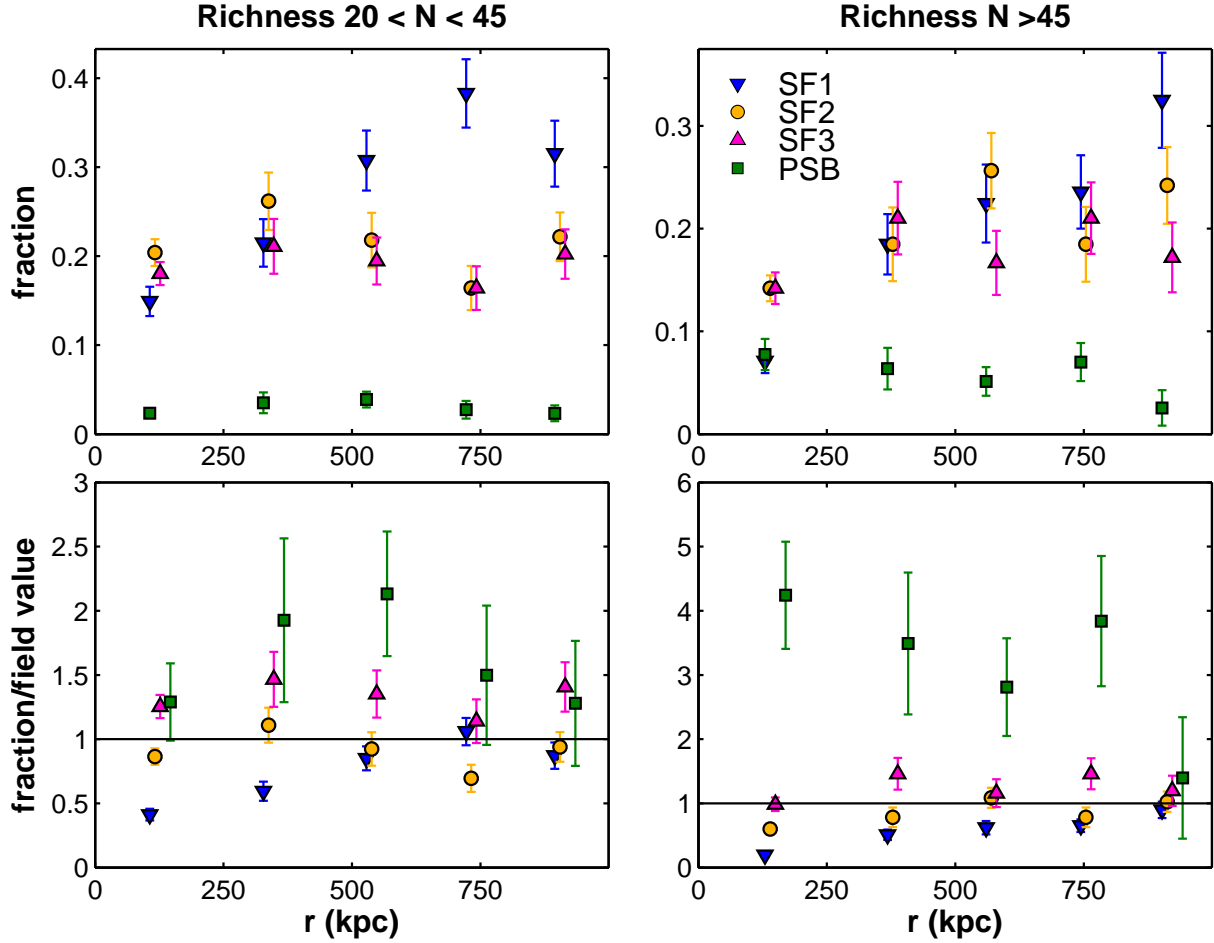 Richness 20 < N < 45
Richness N >45
fraction
0.4
0.3
0.2
0.1
0
0 250 500 750
0.3
0.2
0.1
0
SF1
SF2
SF3
PSB
0 250 500 750
fraction/field value
3
2.5
2
1.5
1
0.5
0
0 250 500 750
r (kpc)
6
5
4
3
2
1
0
0 250 500 750
r (kpc)